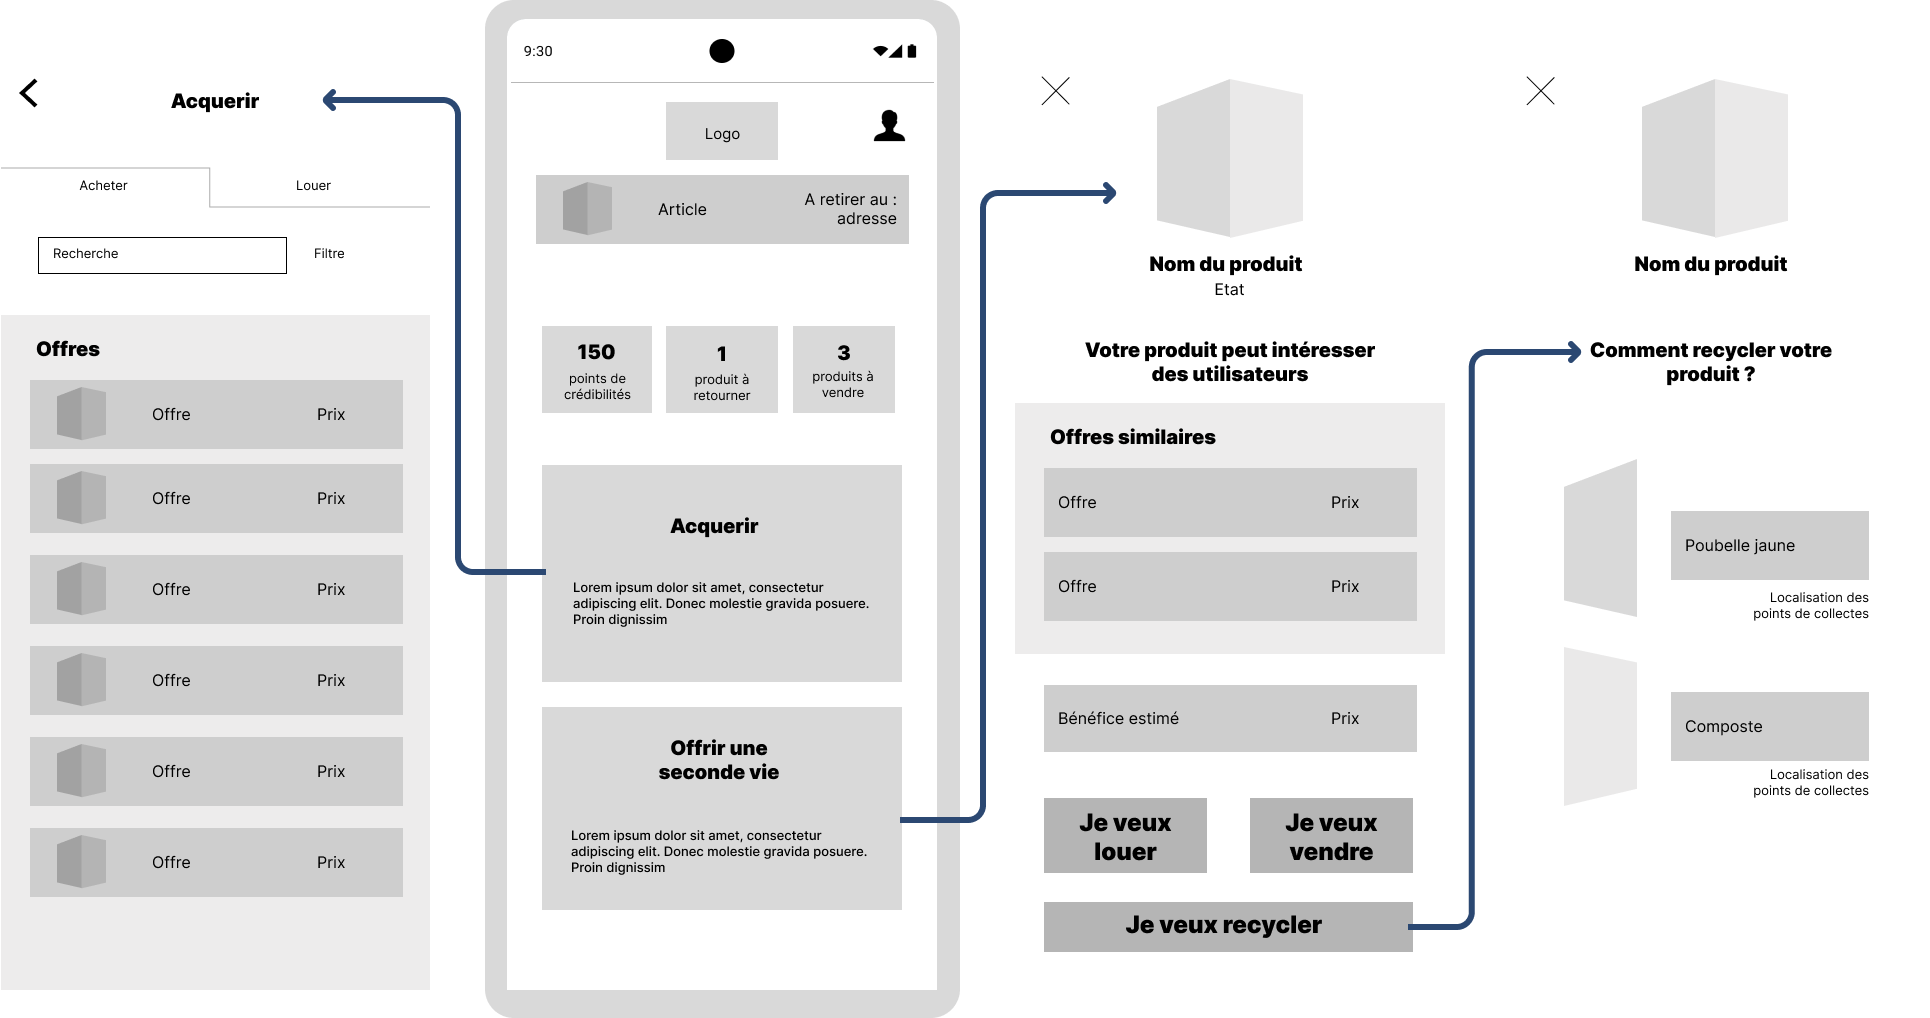 Acquerir
Acheter
Louer
Recherche
Filtre
Offres
Offre
Prix
Offre
Prix
Offre
Prix
Offre
Prix
Offre
Prix
Offre
Prix
9:30
Logo
Article
A retirer au :
adresse
150
points de
crédibilités
1
produit à
retourner
3
produits à
vendre
Acquerir
Lorem ipsum dolor sit amet, consectetur
adipiscing elit. Donec molestie gravida posuere.
Proin dignissim
Offrir une
seconde vie
Lorem ipsum dolor sit amet, consectetur
adipiscing elit. Donec molestie gravida posuere.
Proin dignissim
Nom du produit
Etat
Votre produit peut intéresser
des utilisateurs
Offres similaires
Offre
Prix
Offre
Prix
Bénéfice estimé
Prix
Je veux
louer
Je veux
vendre
Je veux recycler
Nom du produit
Comment recycler votre
produit ?
Poubelle jaune
Localisation des
points de collectes
Composte
Localisation des
points de collectes